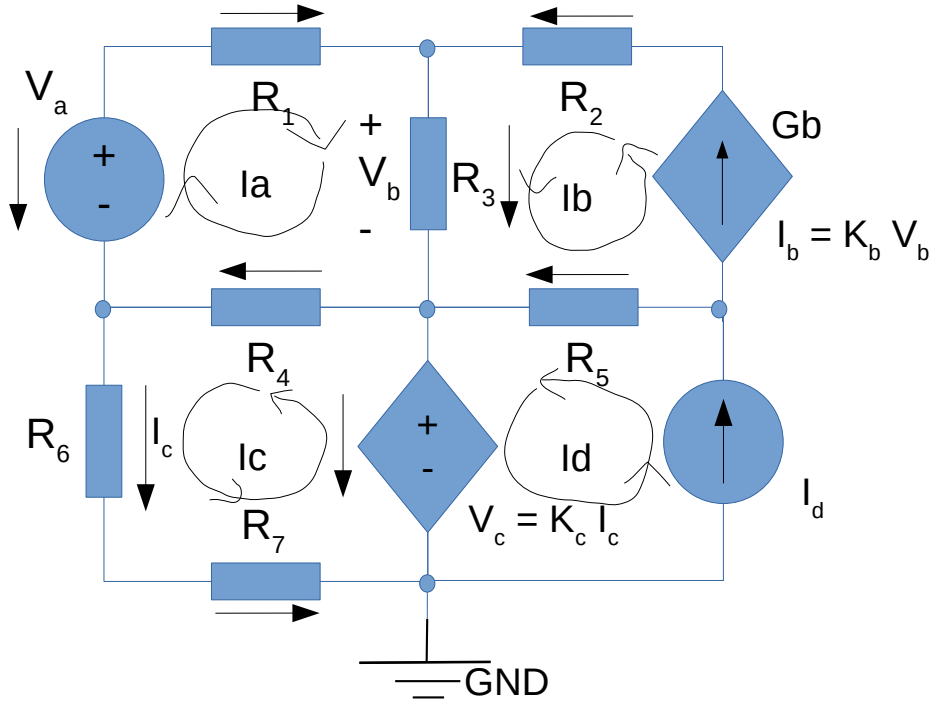 R1
R2
Va
+
-
Ia
+
Vb
-
R3
Ib
Gb
Ib = Kb Vb
R4
R5
R6
Ic
Ic
+
-
Id
Vc = Kc Ic
Id
R7
GND